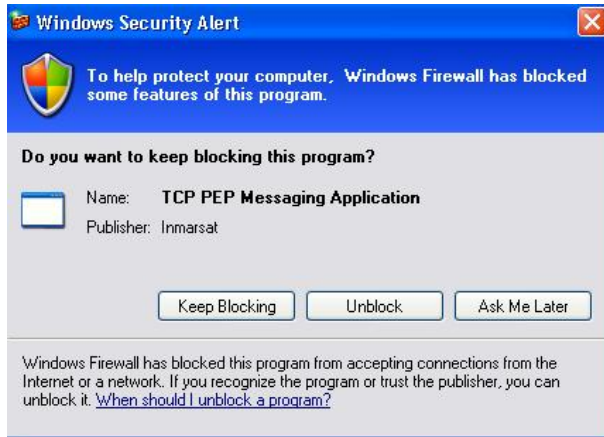 Windows Security Alert
To help protect your computer, Windows Firewall has blocked
some features of this program.
Do you want to keep blocking this program?
Name: TCP PEP Messaging Application
Publisher: Inmarsat
Keep Blocking Unblock Ask Me Later
Windows Firewall has blocked this program from accepting connections from the
Internet or a network. If you recognize the program or trust the publisher, you can
unblock it. When should I unblock a program?